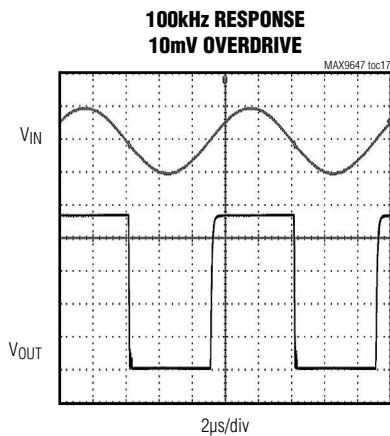 100kHz RESPONSE
10mV OVERDRIVE
MAX9647 toc17
VIN
VOUT
2µs/div